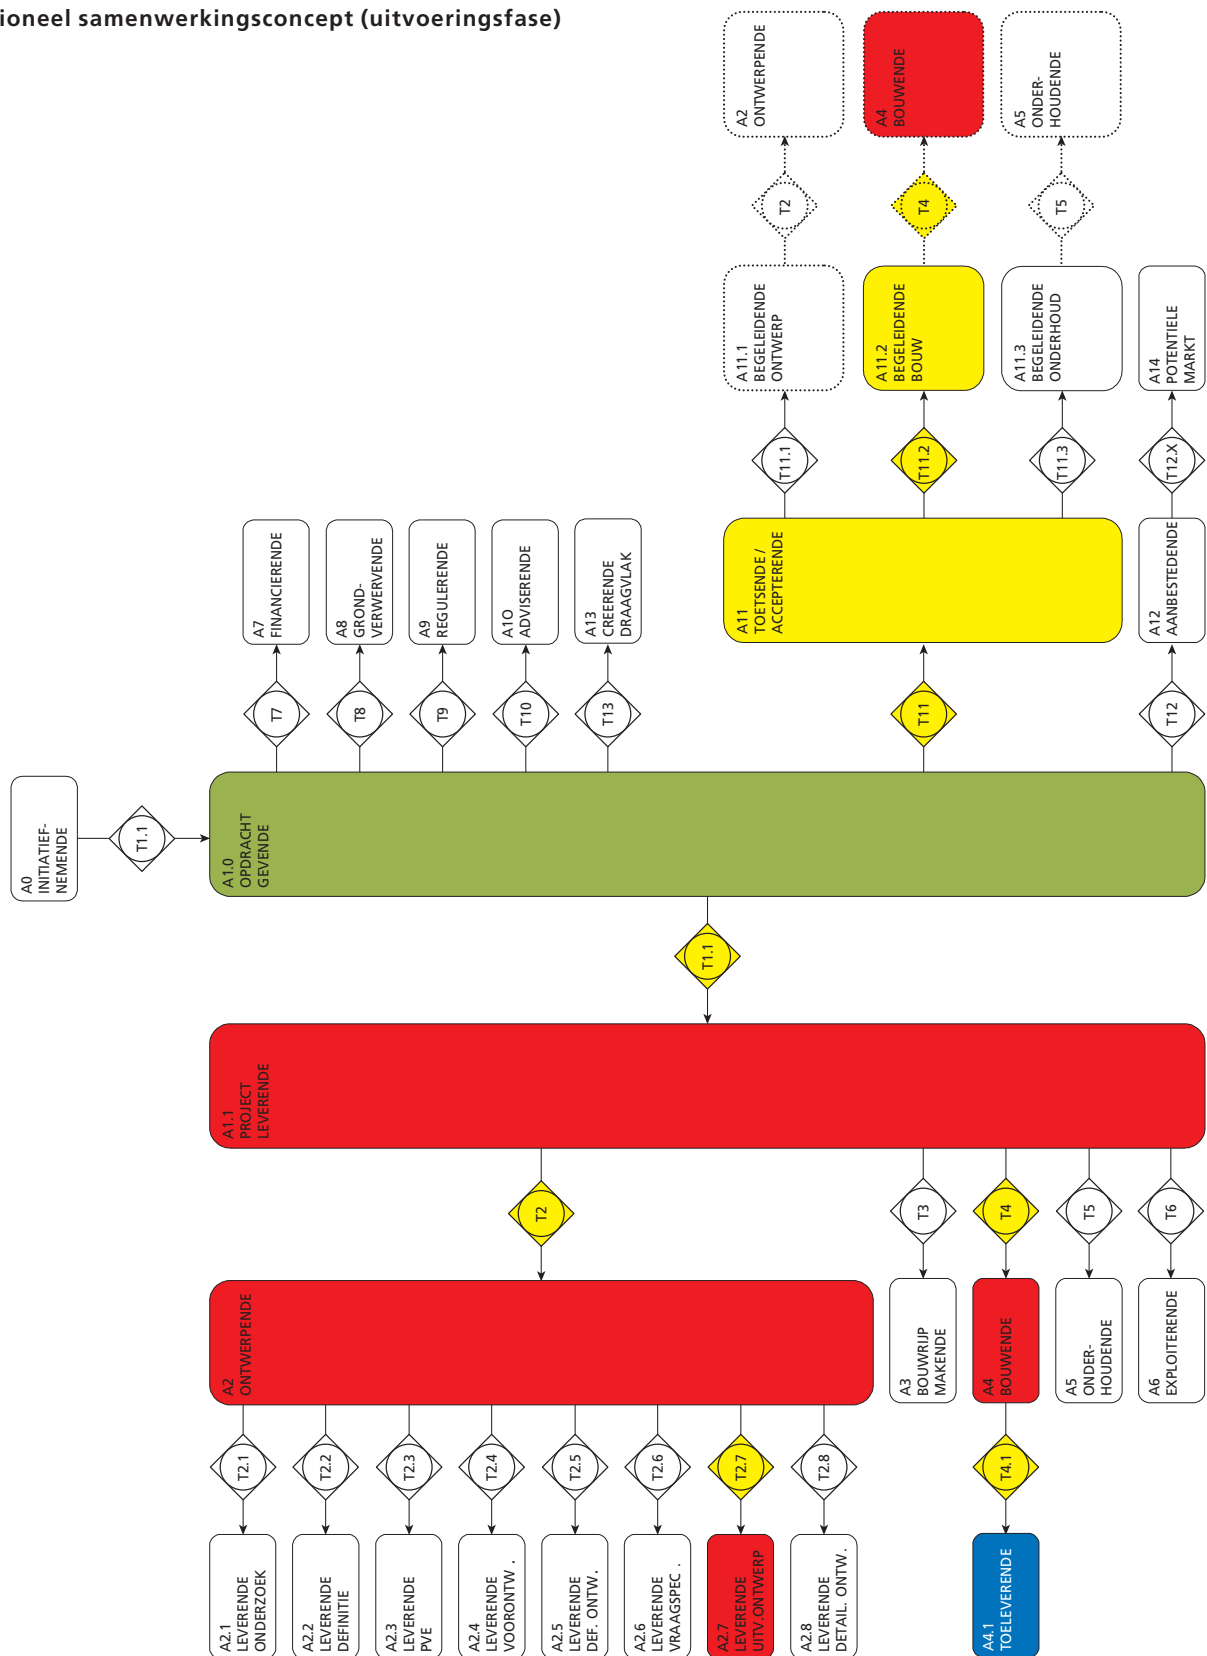 ioneel samenwerkingsconcept (uitvoeringsfase)
A0
INITIATIEF-
NEMENDE
T1.1
A1.0
OPDRACHT
GEVENDE
T7
A7
FINANCIERENDE
T8
A8
GROND-
VERWERVENDE
T9
A9
REGULERENDE
T10
A1O
ADVISERENDE
T13
A13
CREERENDE
DRAAGVLAK
T11
A11
TOETSENDE /
ACCEPTERENDE
T11.1
A11.1
BEGELEIDENDE
ONTWERP
T2
A2
ONTWERPENDE
T11.2
A11.2
BEGELEIDENDE
BOUW
T4
A4
BOUWENDE
T11.3
A11.3
BEGELEIDENDE
ONDERHOUD
T5
A5
ONDER-
HOUDENDE
T12
A12
AANBESTEDENDE
T12.X
A14
POTENTIELE
MARKT
T1.1
A1.1
PROJECT
LEVERENDE
T2
A2
ONTWERPENDE
T2.1
A2.1
LEVERENDE
ONDERZOEK
T2.2
A2.2
LEVERENDE
DEFINITIE
T2.3
A2.3
LEVERENDE
PVE
T2.4
A2.4
LEVERENDE
VOORONTW .
T2.5
A2.5
LEVERENDE
DEF. ONTW.
T2.6
A2.6
LEVERENDE
VRAAGSPEC .
T2.7
A2.7
LEVERENDE
UITV.ONTWERP
T2.8
A2.8
LEVERENDE
DETAIL. ONTW.
T3
A3
BOUWRIJP
MAKENDE
T4
A4
BOUWENDE
T4.1
A4.1
TOELEVERENDE
T5
A5
ONDER-
HOUDENDE
T6
A6
EXPLOITERENDE